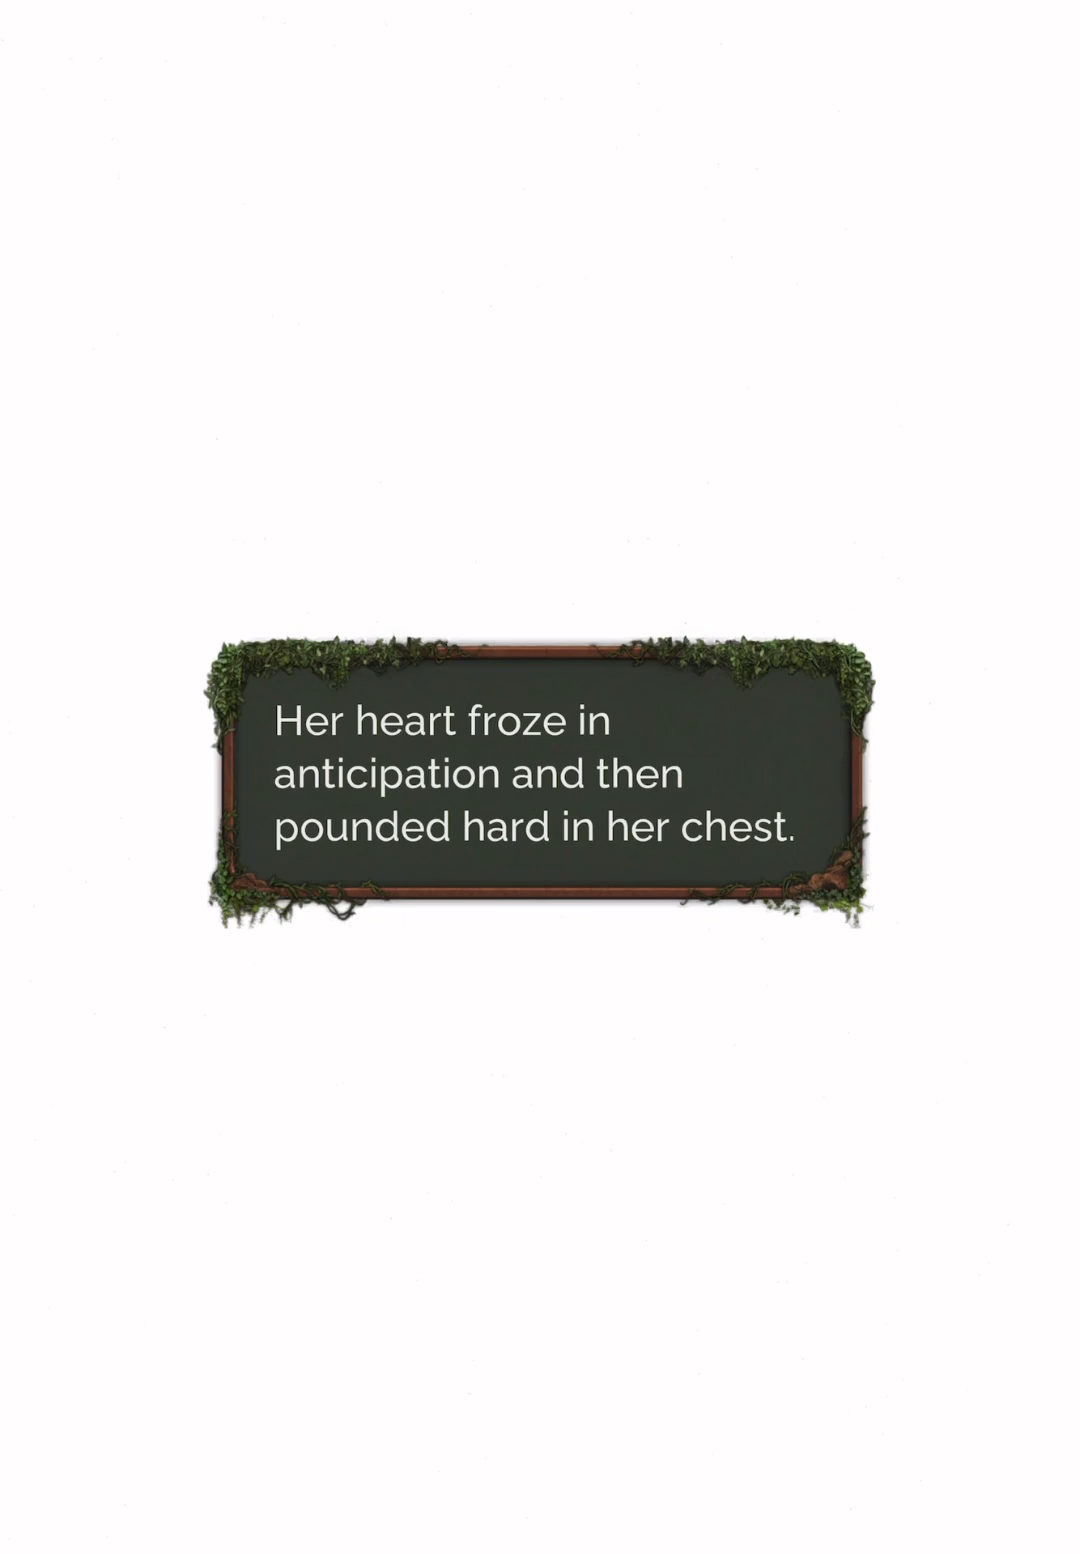 Her heart froze in
anticipation and then
pounded hard in her chest.